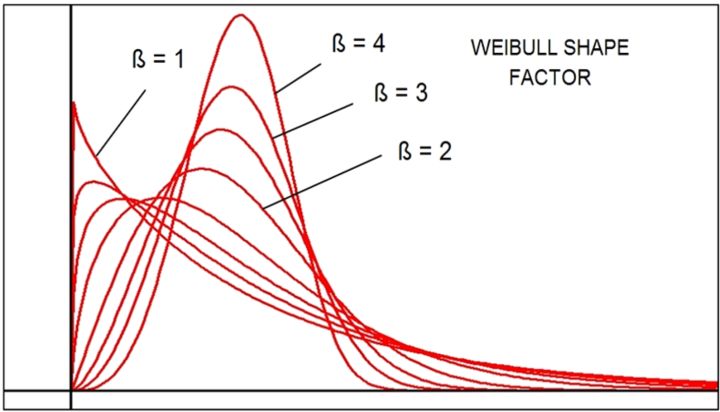 ß = 1
ß = 4
WEIBULL SHAPE
FACTOR
ß = 3
ß = 2